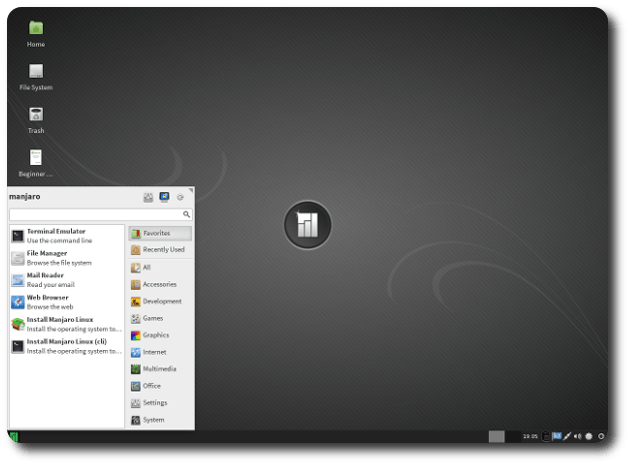 Home
File System
Trash
Beginner ...
manjaro
Terminal Emulator
Use the command line
File Manager
Browse the file system
Mail Reader
Read your email
Web Browser
Browse the web
Install Manjaro Linux
Install the operating system to...
Install Manjaro Linux (cli)
Install the operating system to...
Favorites
Recently Used
All
Accessories
Development
Games
Graphics
Internet
Multimedia
Office
Settings
System